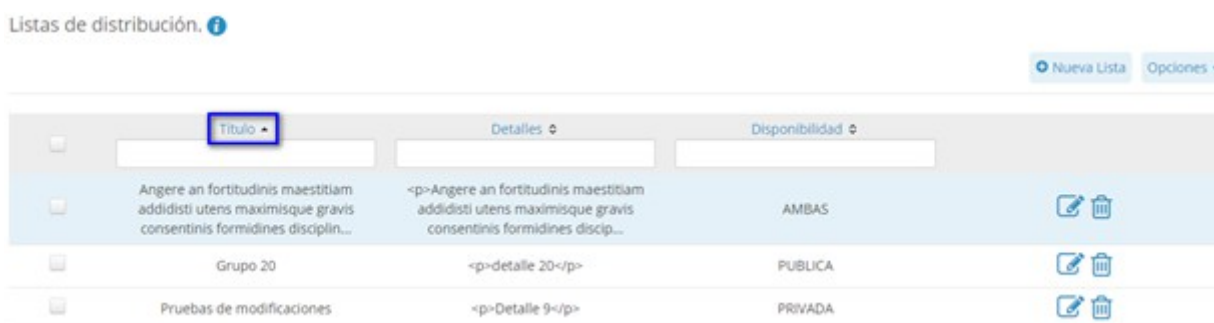 Listas de distribución.
Nueva Lista Opciones
Título Detalles Disponibilidad
Angere an fortitudinis maestitiam <p>Angere an fortitudinis maestitiam
addidisti utens maximisque gravis addidisti utens maximisque gravis AMBAS
consentinis formidines disciplin... consentinis formidines discip...
Grupo 20 <p>detalle 20</p> PUBLICA
Pruebas de modificaciones <p>Detalle 9</p> PRIVADA